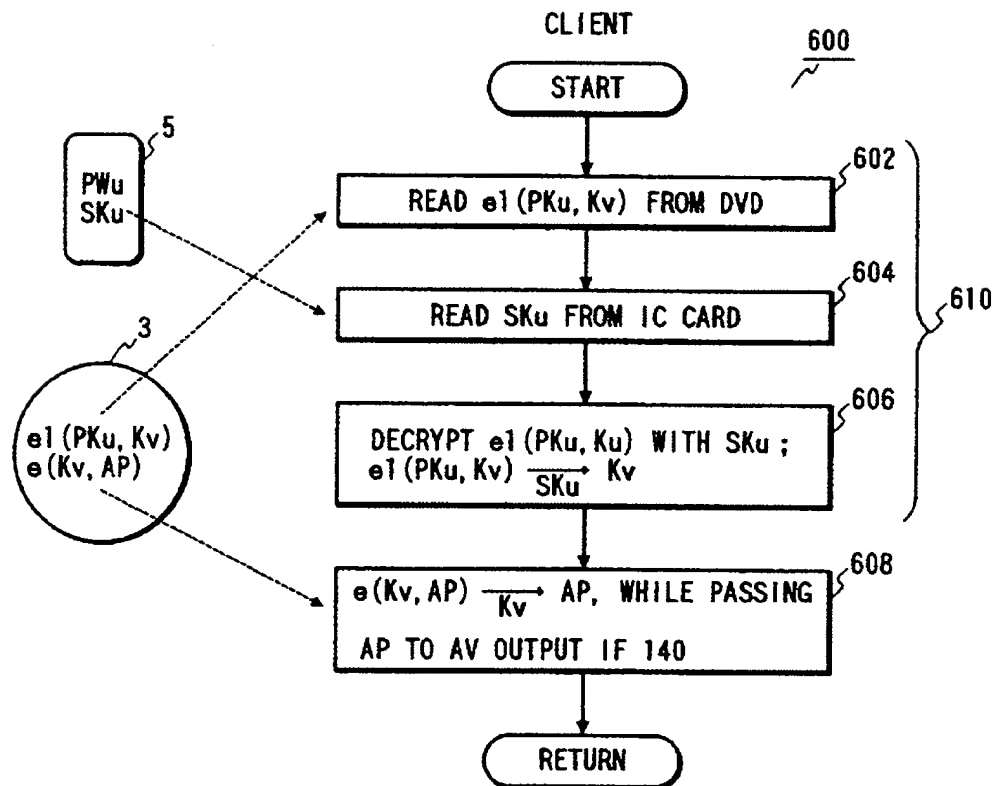 CLIENT
600
START
5
PWu
SKu
602
READ e1(PKu, Kv) FROM DVD
604
READ SKu FROM IC CARD
610
3
e1(PKu, Kv)
e(Kv, AP)
606
DECRYPT e1(PKu, Ku) WITH SKu ;
e1(PKu, Kv) → Kv
SKu
608
e(Kv, AP) → AP, WHILE PASSING
Kv
AP TO AV OUTPUT IF 140
RETURN